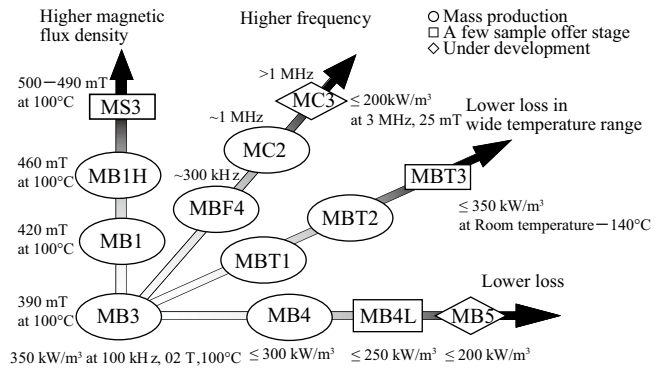 Higher magnetic
flux density
Higher frequency
Mass production
A few sample offer stage
Under development
500−490 mT
at 100°C
MS3
>1 MHz
MC3
≤ 200kW/m³
at 3 MHz, 25 mT
Lower loss in
wide temperature range
~1 MHz
MC2
460 mT
at 100°C
MB1H
~300 kHz
MBF4
MBT3
≤ 350 kW/m³
at Room temperature−140°C
MBT2
420 mT
at 100°C
MB1
MBT1
Lower loss
390 mT
at 100°C
MB3
MB4
MB4L
MB5
350 kW/m³ at 100 kHz, 02 T,100°C
≤ 300 kW/m³
≤ 250 kW/m³
≤ 200 kW/m³